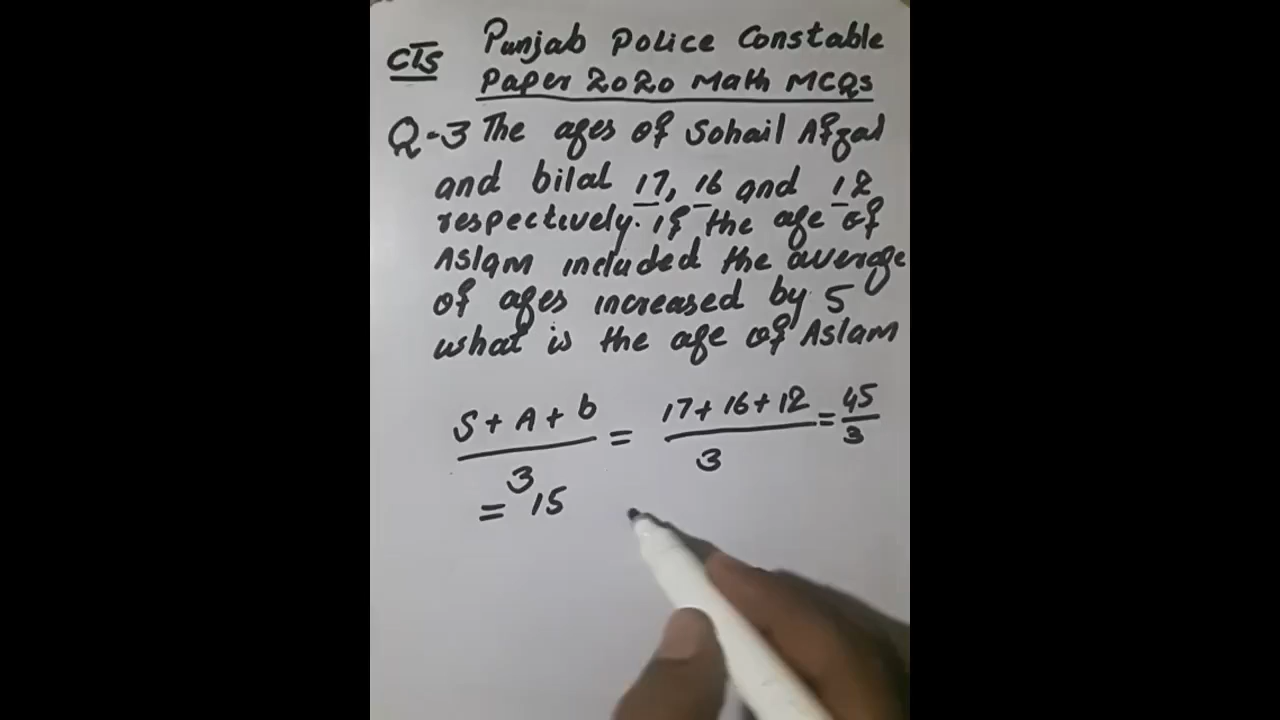 CTS Punjab Police Constable
Paper 2020 Math MCQs
Q-3 The ages of Sohail Afzal
and bilal 17, 16 and 12
respectively. If the age of
Aslam included the average
of ages increased by 5
what is the age of Aslam
S + A + b / 3 = 17 + 16 + 12 / 3 = 45 / 3
= 15